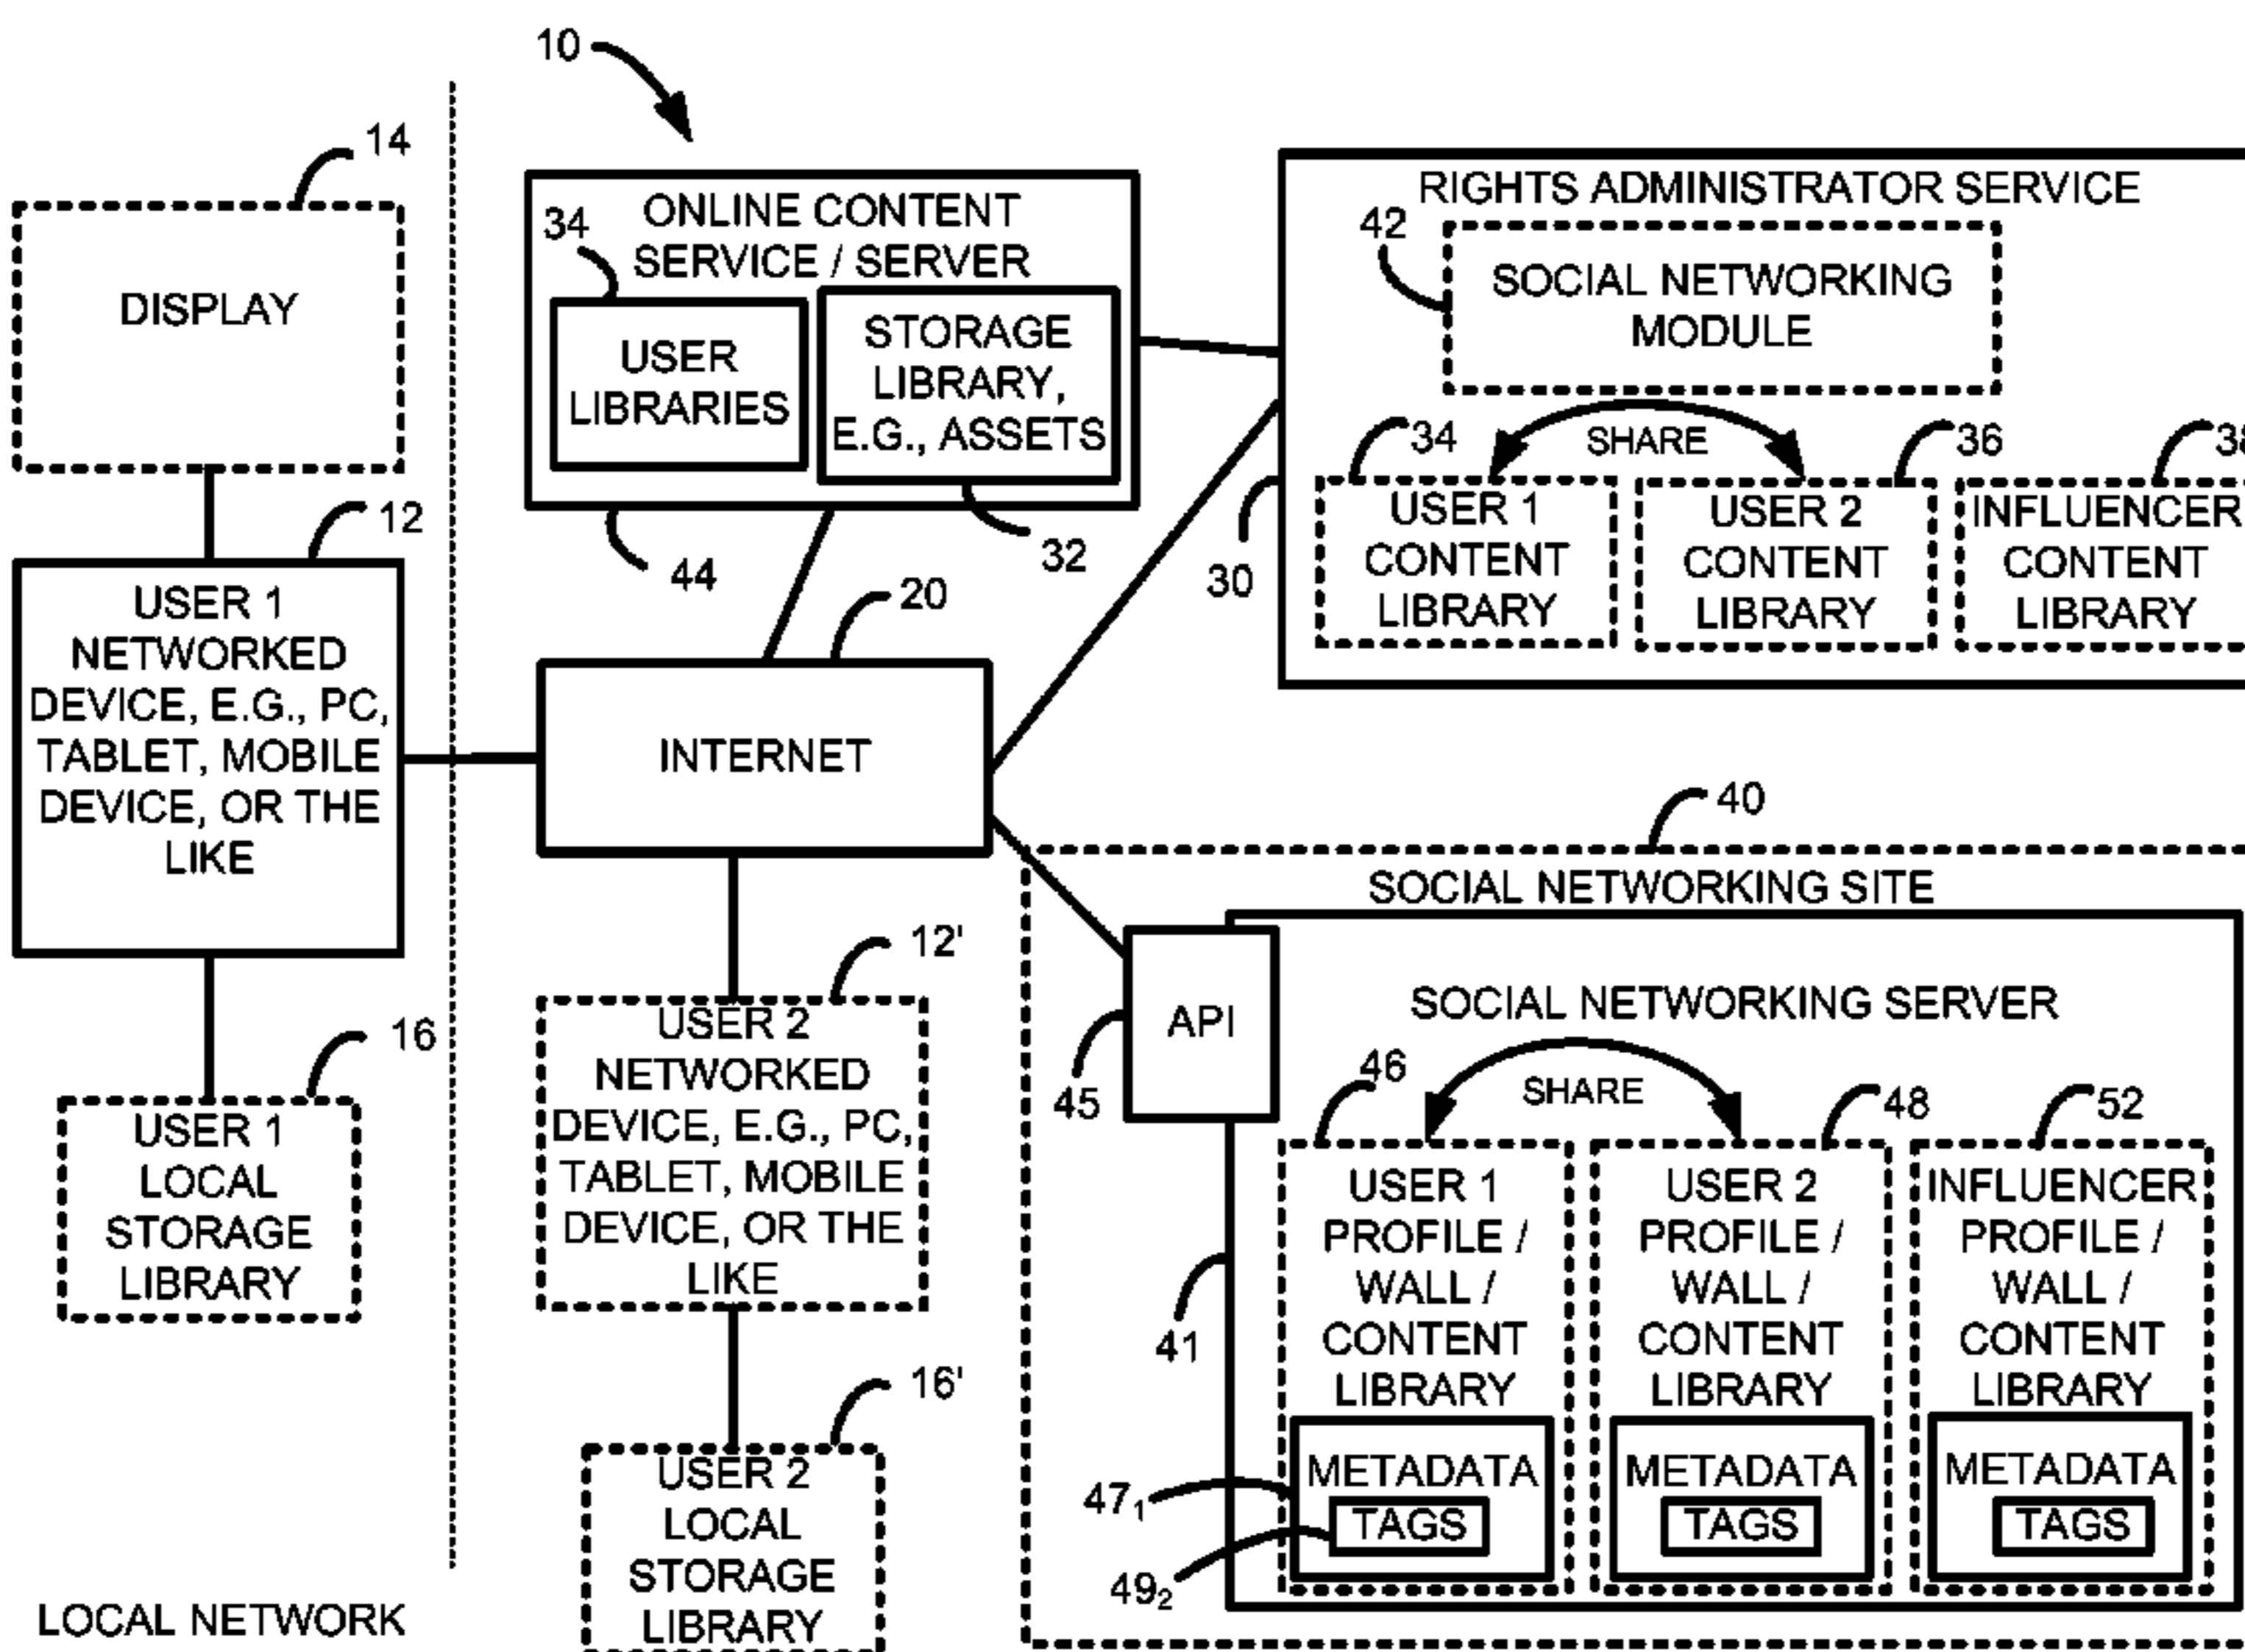 10
14
DISPLAY
12
USER 1
NETWORKED
DEVICE, E.G., PC,
TABLET, MOBILE
DEVICE, OR THE
LIKE
16
USER 1
LOCAL
STORAGE
LIBRARY
LOCAL NETWORK
ONLINE CONTENT
SERVICE / SERVER
34
USER
LIBRARIES
STORAGE
LIBRARY,
E.G., ASSETS
32
44
20
INTERNET
12'
USER 2
NETWORKED
DEVICE, E.G., PC,
TABLET, MOBILE
DEVICE, OR THE
LIKE
16'
USER 2
LOCAL
STORAGE
LIBRARY
RIGHTS ADMINISTRATOR SERVICE
42
SOCIAL NETWORKING
MODULE
SHARE
30
34
USER 1
CONTENT
LIBRARY
36
USER 2
CONTENT
LIBRARY
38
INFLUENCER
CONTENT
LIBRARY
40
SOCIAL NETWORKING SITE
API
45
SOCIAL NETWORKING SERVER
SHARE
41
46
USER 1
PROFILE /
WALL /
CONTENT
LIBRARY
METADATA
TAGS
47₁
49₂
48
USER 2
PROFILE /
WALL /
CONTENT
LIBRARY
METADATA
TAGS
52
INFLUENCER
PROFILE /
WALL /
CONTENT
LIBRARY
METADATA
TAGS